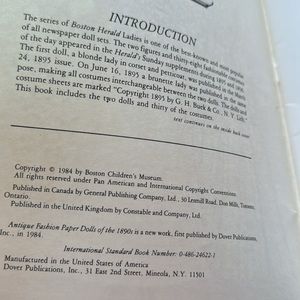 INTRODUCTION
The series of Boston Herald Ladies is one of the best-known and most popular
of all newspaper doll sets. The two figures and thirty-eight fashionable costumes
of the day appeared in the Herald's Sunday supplements during 1895 and 1896.
The first doll, a blonde lady in corset and petticoat, was published in the
24, 1895 issue. On June 16, 1895 a brunette lady was published in the same
pose, making all costumes interchangeable between the two dolls. The dolls and
costume sheets are marked "Copyright 1895 by G. H. Buek & Co., N.Y. Lith."
This book includes the two dolls and thirty of the costumes.
text continues on the inside back cover
Copyright © 1984 by Boston Children's Museum.
All rights reserved under Pan American and International Copyright Conventions.
Published in Canada by General Publishing Company, Ltd., 30 Lesmill Road, Don Mills, Toronto,
Ontario.
Published in the United Kingdom by Constable and Company, Ltd.
Antique Fashion Paper Dolls of the 1890s is a new work, first published by Dover Publications,
Inc., in 1984.
International Standard Book Number: 0-486-24622-1
Manufactured in the United States of America
Dover Publications, Inc., 31 East 2nd Street, Mineola, N.Y. 11501